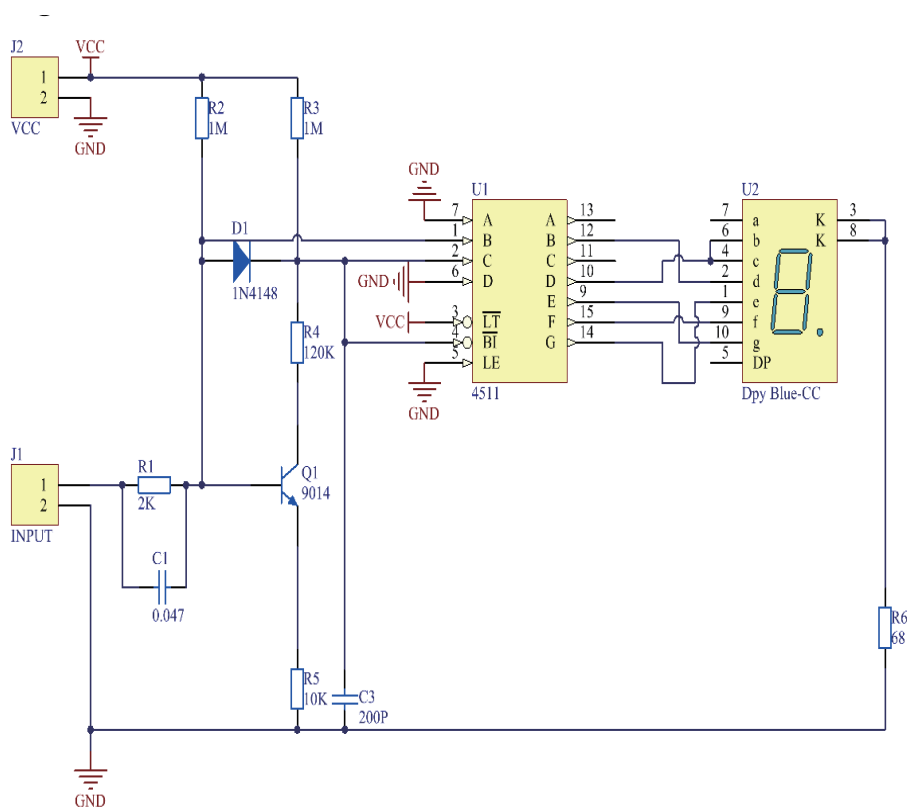 J2
VCC
1
2
VCC
GND
R2
1M
R3
1M
D1
1N4148
GND
U1
7 A A 13
1 B B 12
2 C C 11
GND 6 D D 10
E 9
VCC 3 LT F 15
4 BI G 14
5 LE
GND
4511
U2
7 a K 3
6 b K 8
4 c
2 d
1 e
9 f
10 g
5 DP
Dpy Blue-CC
R4
120K
J1
1
2
INPUT
R1
2K
C1
0.047
Q1
9014
R5
10K
C3
200P
R6
68
GND